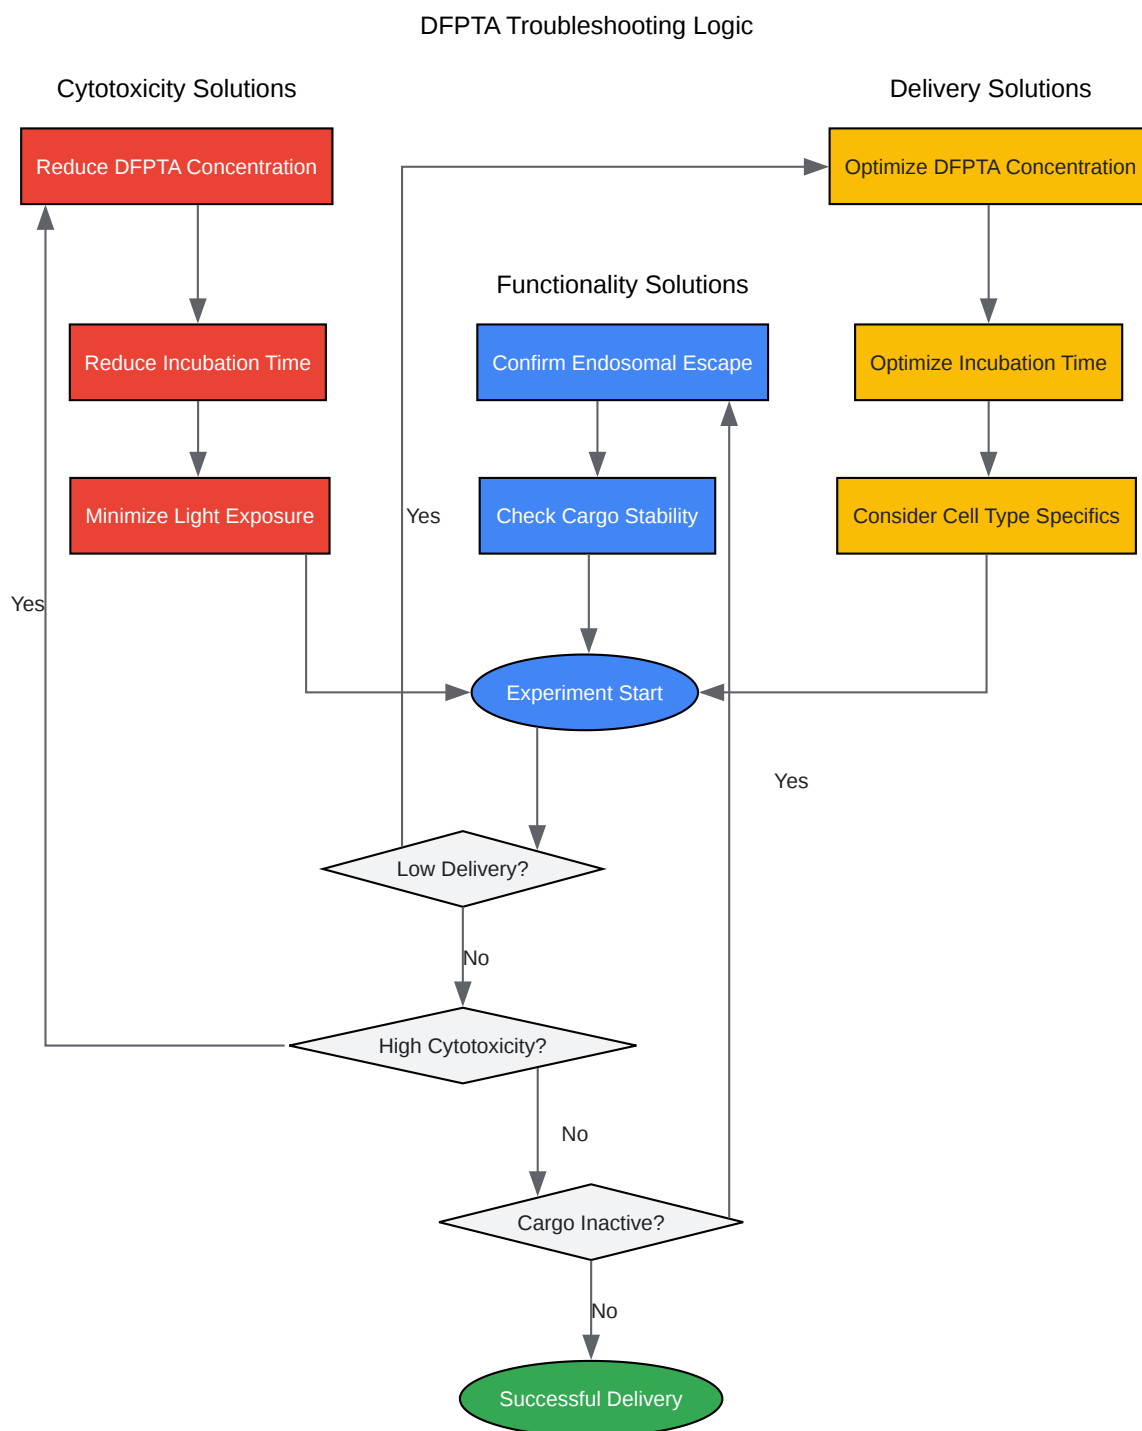 DFPTA Troubleshooting Logic
Cytotoxicity Solutions
Delivery Solutions
Reduce DFPTA Concentration
Optimize DFPTA Concentration
Functionality Solutions
Reduce Incubation Time
Confirm Endosomal Escape
Optimize Incubation Time
Minimize Light Exposure
Yes
Check Cargo Stability
Consider Cell Type Specifics
Yes
Experiment Start
Yes
Low Delivery?
No
High Cytotoxicity?
No
Cargo Inactive?
No
Successful Delivery